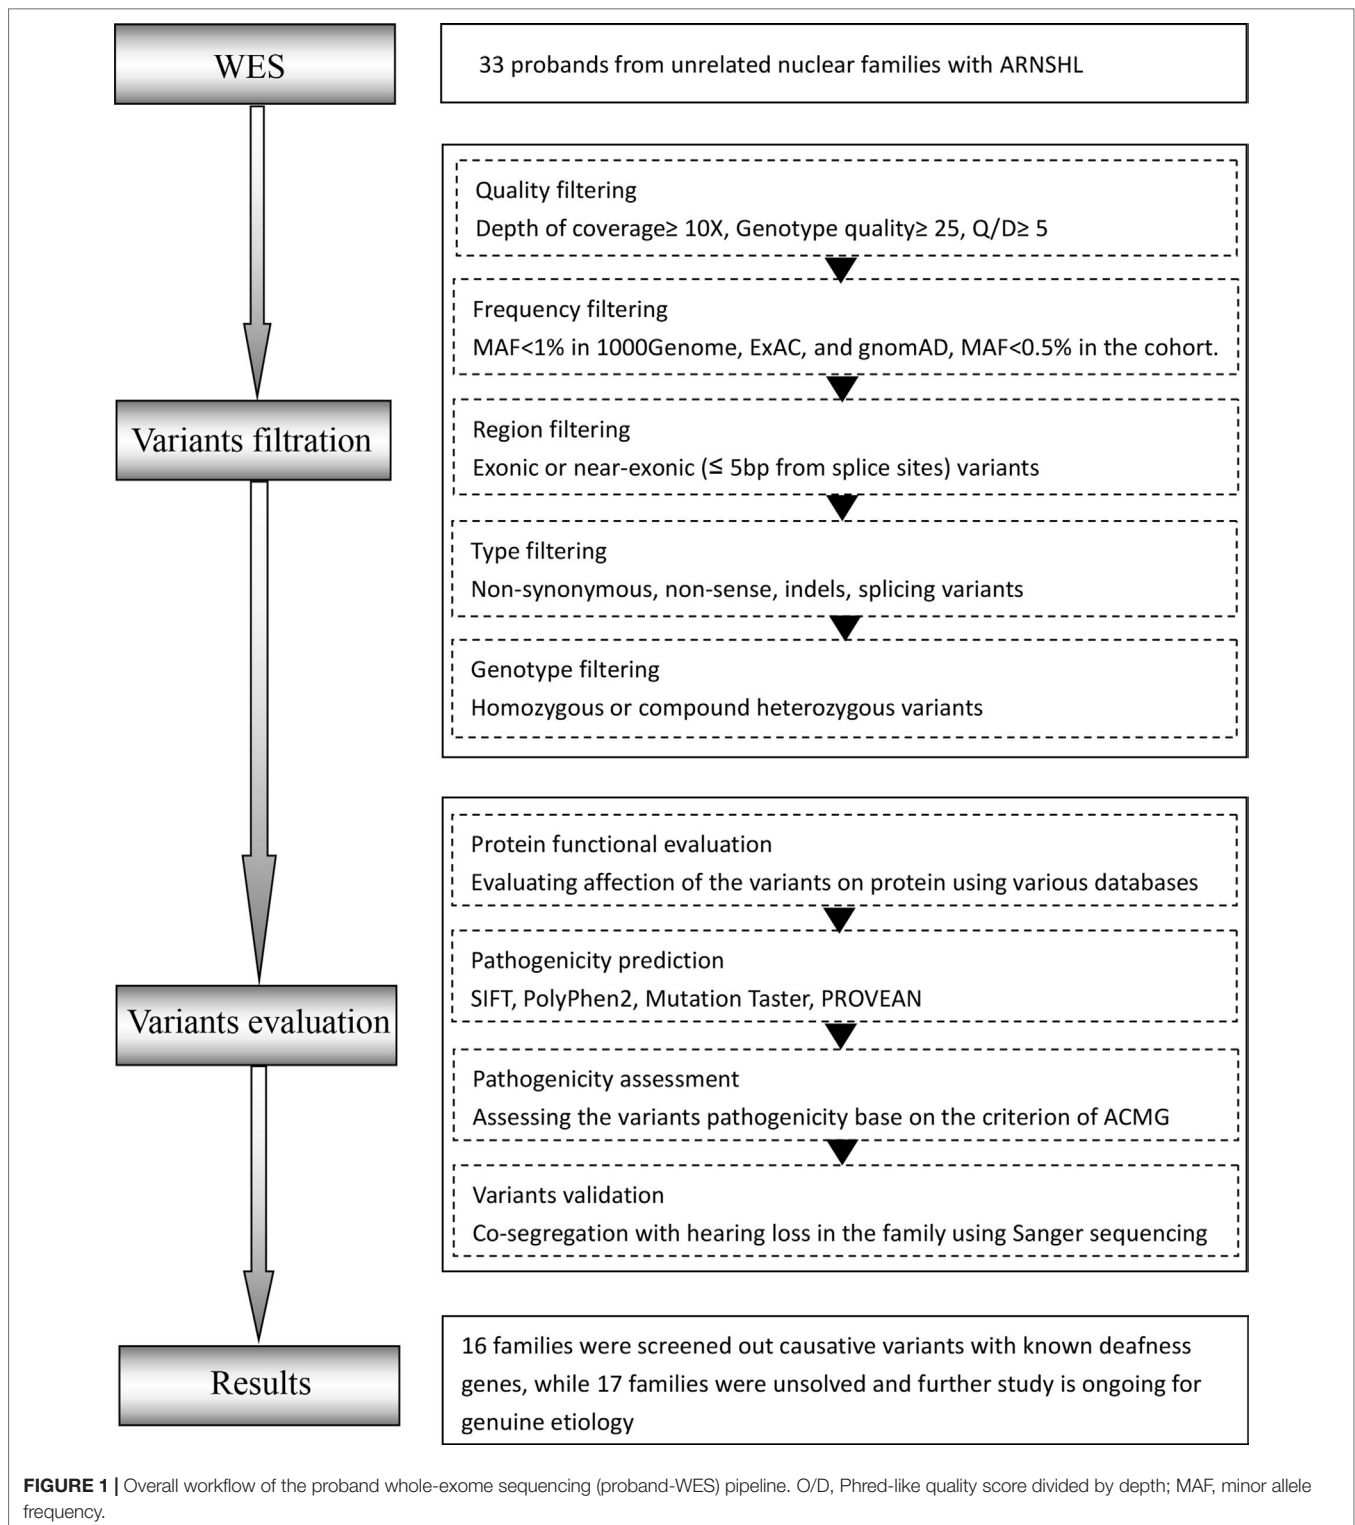 WES
33 probands from unrelated nuclear families with ARNSHL
Variants filtration
Quality filtering
Depth of coverage≥ 10X, Genotype quality≥ 25, Q/D≥ 5
Frequency filtering
MAF<1% in 1000Genome, ExAC, and gnomAD, MAF<0.5% in the cohort.
Region filtering
Exonic or near-exonic (≤ 5bp from splice sites) variants
Type filtering
Non-synonymous, non-sense, indels, splicing variants
Genotype filtering
Homozygous or compound heterozygous variants
Variants evaluation
Protein functional evaluation
Evaluating affection of the variants on protein using various databases
Pathogenicity prediction
SIFT, PolyPhen2, Mutation Taster, PROVEAN
Pathogenicity assessment
Assessing the variants pathogenicity base on the criterion of ACMG
Variants validation
Co-segregation with hearing loss in the family using Sanger sequencing
Results
16 families were screened out causative variants with known deafness
genes, while 17 families were unsolved and further study is ongoing for
genuine etiology
FIGURE 1 | Overall workflow of the proband whole-exome sequencing (proband-WES) pipeline. O/D, Phred-like quality score divided by depth; MAF, minor allele
frequency.